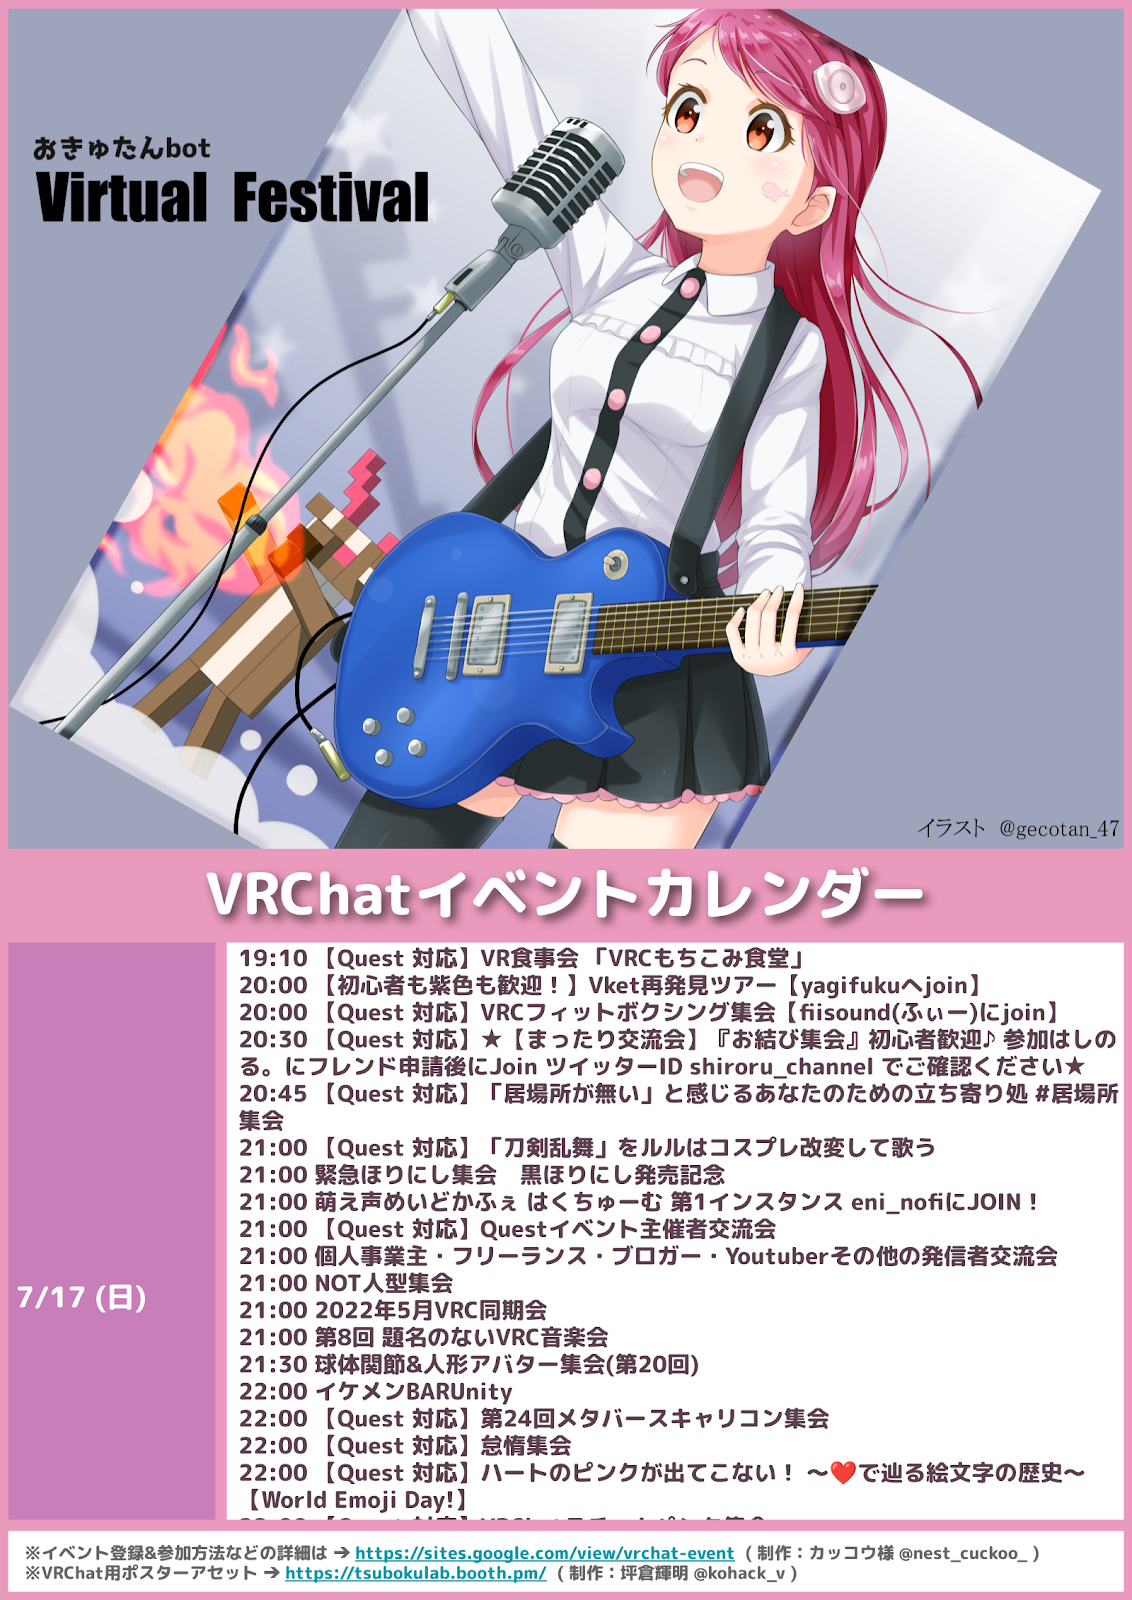 おきゅたんbot
Virtual Festival
イラスト @gecotan_47
VRChatイベントカレンダー
7/17 (日)
19:10 【Quest 対応】VR食事会 「VRCもちこみ食堂」
20:00 【初心者も紫色も歓迎！】Vket再発見ツアー【yagifukuへjoin】
20:00 【Quest 対応】VRCフィットボクシング集会【fiisound(ふぃー)にjoin】
20:30 【Quest 対応】★【まったり交流会】『お結び集会』初心者歓迎♪ 参加はしの
る。にフレンド申請後にJoin ツイッターID shiroru_channel でご確認ください★
20:45 【Quest 対応】「居場所が無い」と感じるあなたのための立ち寄り処 #居場所
集会
21:00 【Quest 対応】「刀剣乱舞」をルルはコスプレ改変して歌う
21:00 緊急ほりにし集会　黒ほりにし発売記念
21:00 萌え声めいどかふぇ はくちゅーむ 第1インスタンス eni_nofiにJOIN！
21:00 【Quest 対応】Questイベント主催者交流会
21:00 個人事業主・フリーランス・ブロガー・Youtuberその他の発信者交流会
21:00 NOT人型集会
21:00 2022年5月VRC同期会
21:00 第8回 題名のないVRC音楽会
21:30 球体関節&人形アバター集会(第20回)
22:00 イケメンBARUnity
22:00 【Quest 対応】第24回メタバースキャリコン集会
22:00 【Quest 対応】怠惰集会
22:00 【Quest 対応】ハートのピンクが出てこない！ ～❤️で辿る絵文字の歴史～
【World Emoji Day!】
※イベント登録&参加方法などの詳細は → https://sites.google.com/view/vrchat-event （ 制作：カッコウ様 @nest_cuckoo_ ）
※VRChat用ポスターアセット → https://tsubokulab.booth.pm/ （ 制作：坪倉輝明 @kohack_v ）